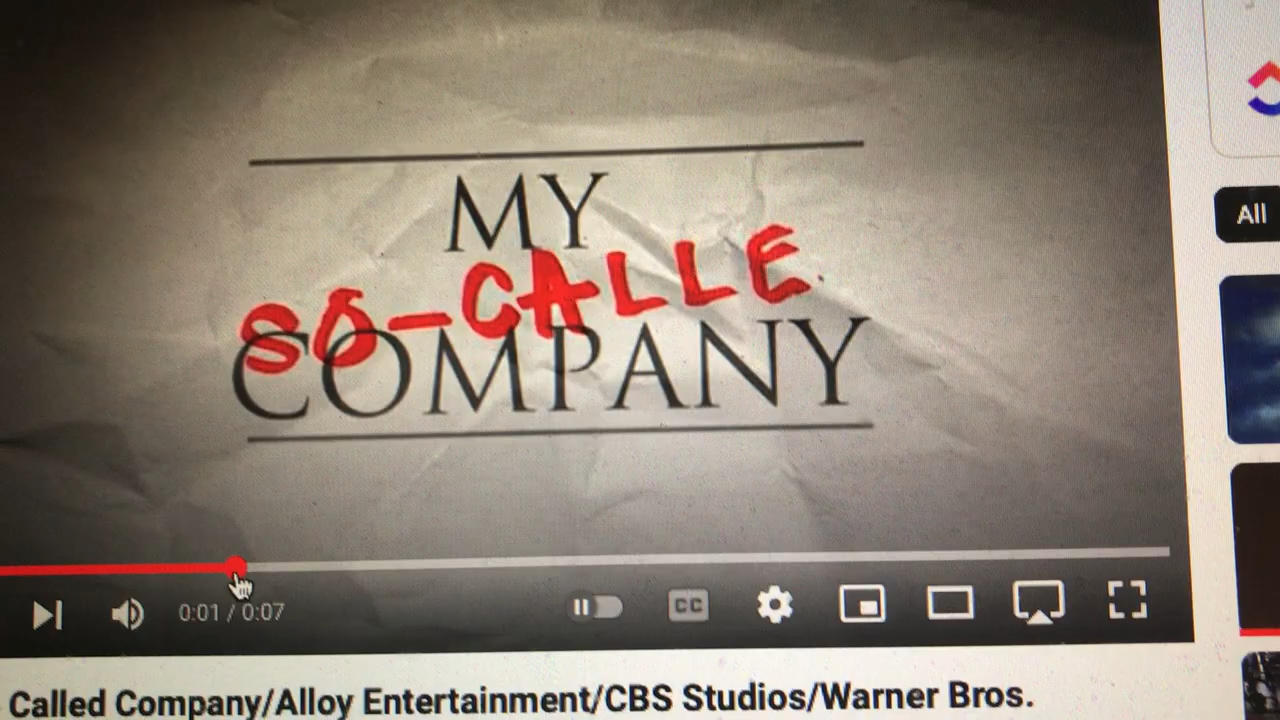 MY
SO-CALLE
COMPANY
All
0:01 / 0:07
CC
Called Company/Alloy Entertainment/CBS Studios/Warner Bros.